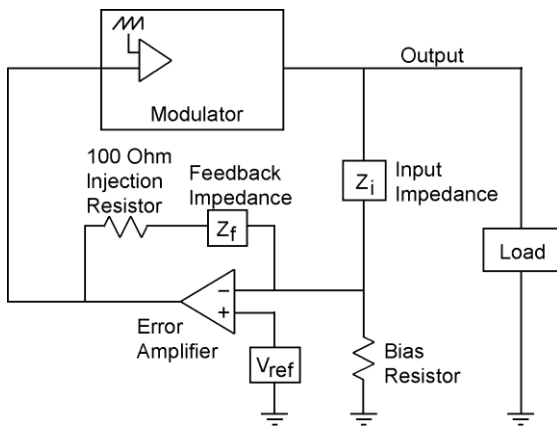 Modulator
Output
100 Ohm
Injection
Resistor
Feedback
Impedance
Zf
Zi
Input
Impedance
Load
−
+
Error
Amplifier
Vref
Bias
Resistor